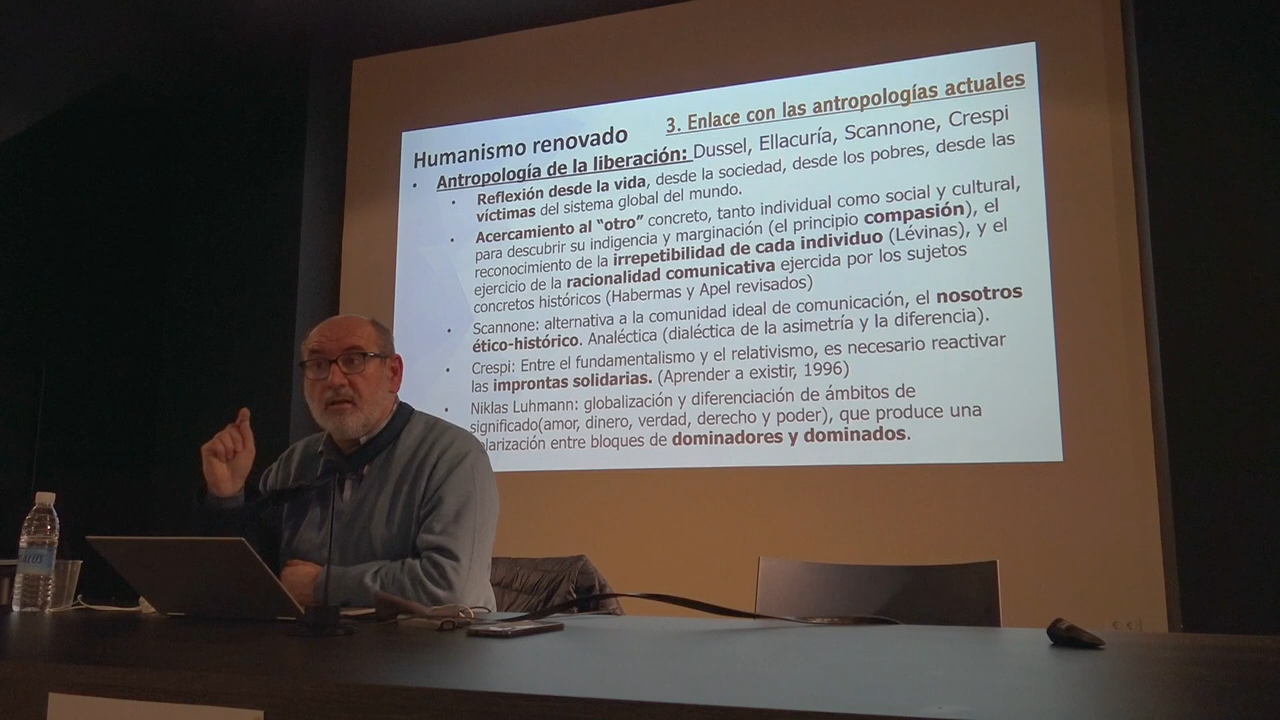 3. Enlace con las antropologías actuales
Humanismo renovado
• Antropología de la liberación: Dussel, Ellacuría, Scannone, Crespi
• Reflexión desde la vida, desde la sociedad, desde los pobres, desde las
víctimas del sistema global del mundo.
• Acercamiento al “otro” concreto, tanto individual como social y cultural,
para descubrir su indigencia y marginación (el principio compasión), el
reconocimiento de la irrepetibilidad de cada individuo (Lévinas), y el
ejercicio de la racionalidad comunicativa ejercida por los sujetos
concretos históricos (Habermas y Apel revisados)
• Scannone: alternativa a la comunidad ideal de comunicación, el nosotros
ético-histórico. Analéctica (dialéctica de la asimetría y la diferencia).
• Crespi: Entre el fundamentalismo y el relativismo, es necesario reactivar
las improntas solidarias. (Aprender a existir, 1996)
• Niklas Luhmann: globalización y diferenciación de ámbitos de
significado(amor, dinero, verdad, derecho y poder), que produce una
larización entre bloques de dominadores y dominados.